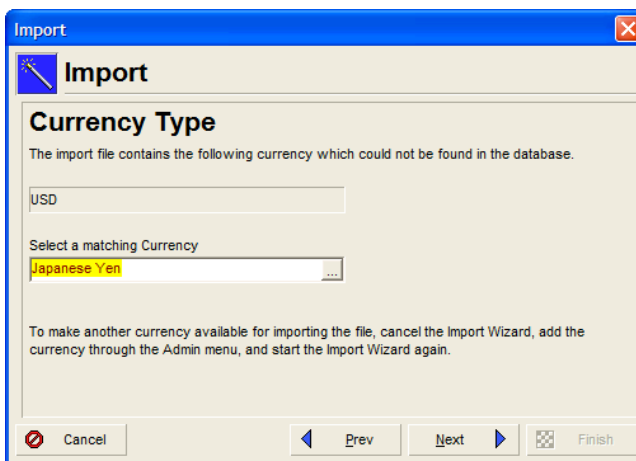 Import
Import
Currency Type
The import file contains the following currency which could not be found in the database.
USD
Select a matching Currency
Japanese Yen
...
To make another currency available for importing the file, cancel the Import Wizard, add the
currency through the Admin menu, and start the Import Wizard again.
Cancel Prev Next Finish